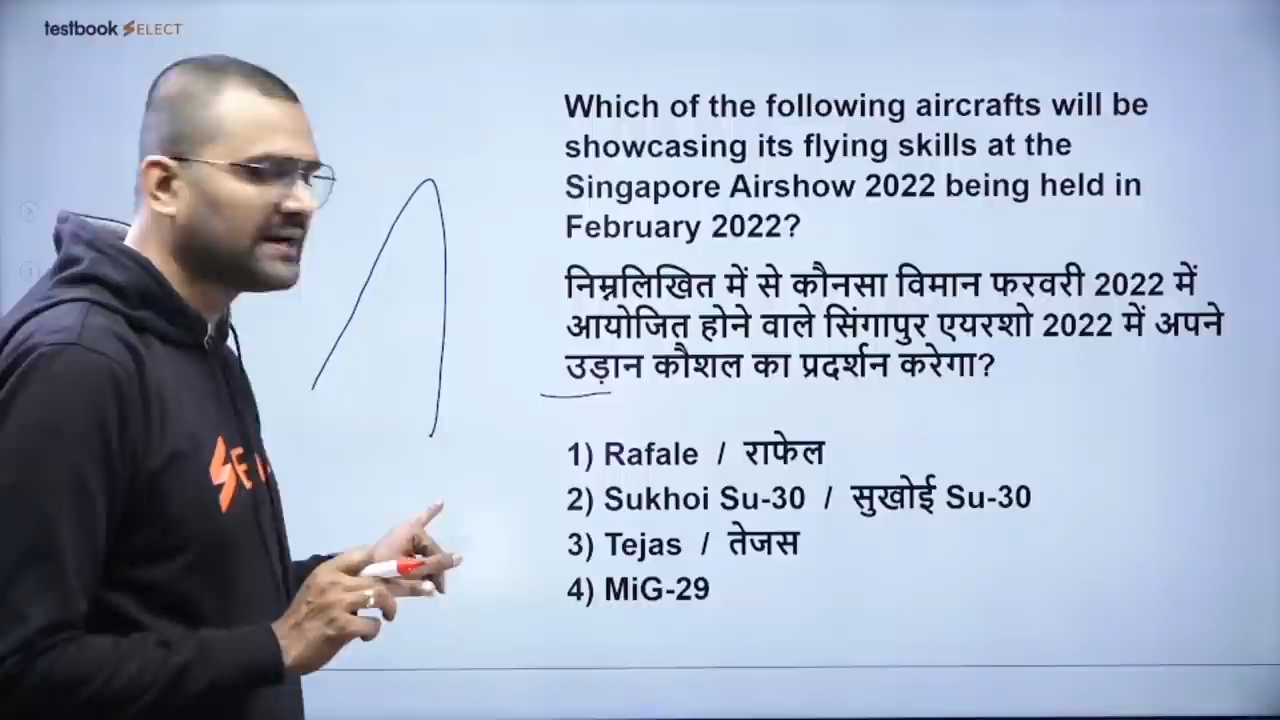 testbook SELECT
Which of the following aircrafts will be
showcasing its flying skills at the
Singapore Airshow 2022 being held in
February 2022?
निम्नलिखित में से कौनसा विमान फरवरी 2022 में
आयोजित होने वाले सिंगापुर एयरशो 2022 में अपने
उड़ान कौशल का प्रदर्शन करेगा?
1) Rafale / राफेल
2) Sukhoi Su-30 / सुखोई Su-30
3) Tejas / तेजस
4) MiG-29